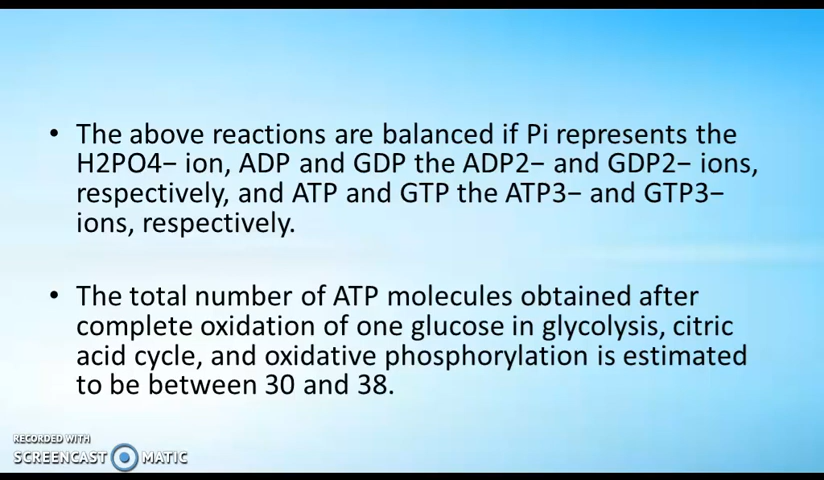 • The above reactions are balanced if Pi represents the
H2PO4− ion, ADP and GDP the ADP2− and GDP2− ions,
respectively, and ATP and GTP the ATP3− and GTP3−
ions, respectively.
• The total number of ATP molecules obtained after
complete oxidation of one glucose in glycolysis, citric
acid cycle, and oxidative phosphorylation is estimated
to be between 30 and 38.
RECORDED WITH
SCREENCAST MATIC